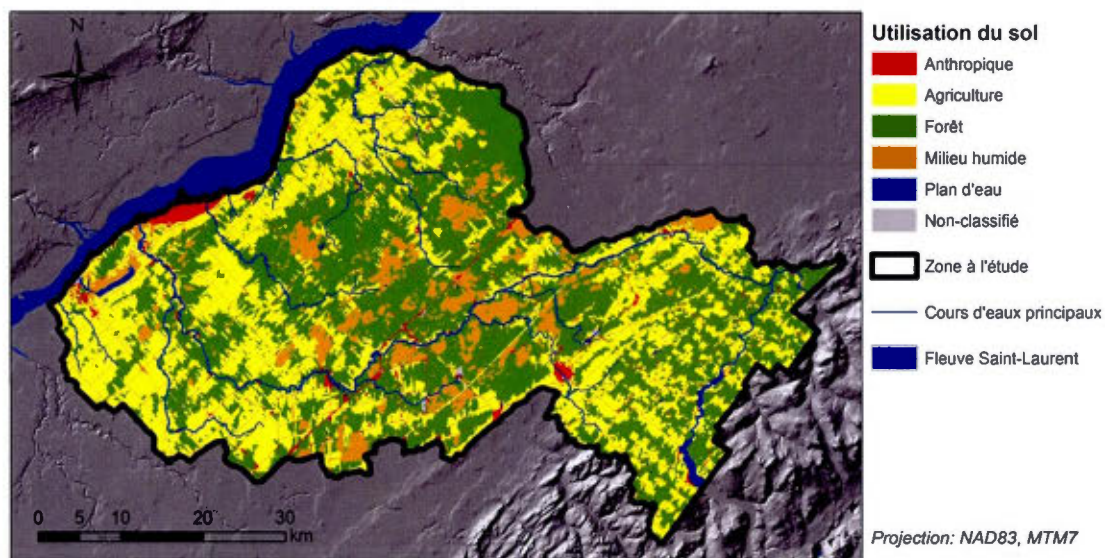 N
Utilisation du sol
Anthropique
Agriculture
Forêt
Milieu humide
Plan d'eau
Non-classifié
Zone à l'étude
Cours d'eaux principaux
Fleuve Saint-Laurent
0 5 10 20 30
km
Projection: NAD83, MTM7